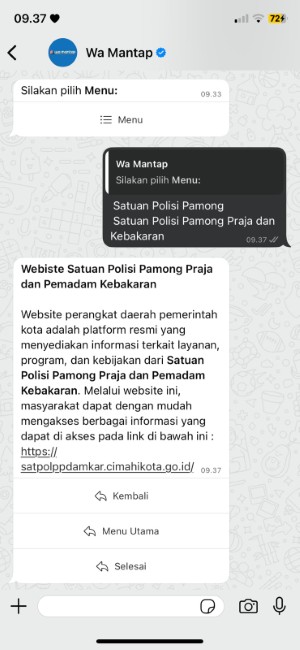 09.37
72
Wa Mantap
Silakan pilih Menu:
09.33
Menu
Wa Mantap
Silakan pilih Menu:
Satuan Polisi Pamong
Satuan Polisi Pamong Praja dan
Kebakaran
09.37
Webiste Satuan Polisi Pamong Praja
dan Pemadam Kebakaran
Website perangkat daerah pemerintah
kota adalah platform resmi yang
menyediakan informasi terkait layanan,
program, dan kebijakan dari Satuan
Polisi Pamong Praja dan Pemadam
Kebakaran. Melalui website ini,
masyarakat dapat dengan mudah
mengakses berbagai informasi yang
dapat di akses pada link di bawah ini :
https://
satpolppdamkar.cimahikota.go.id/
09.37
Kembali
Menu Utama
Selesai